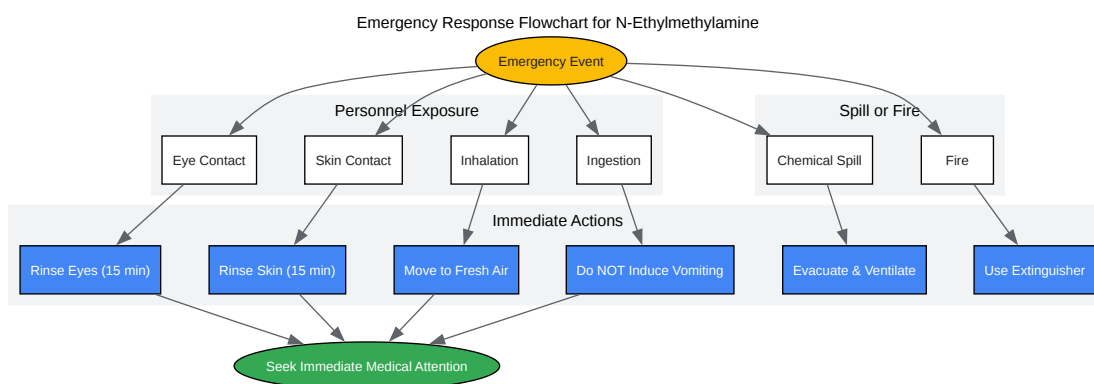 Emergency Response Flowchart for N-Ethylmethylamine
Emergency Event
Personnel Exposure
Spill or Fire
Eye Contact
Skin Contact
Inhalation
Ingestion
Chemical Spill
Fire
Immediate Actions
Rinse Eyes (15 min)
Rinse Skin (15 min)
Move to Fresh Air
Do NOT Induce Vomiting
Evacuate & Ventilate
Use Extinguisher
Seek Immediate Medical Attention